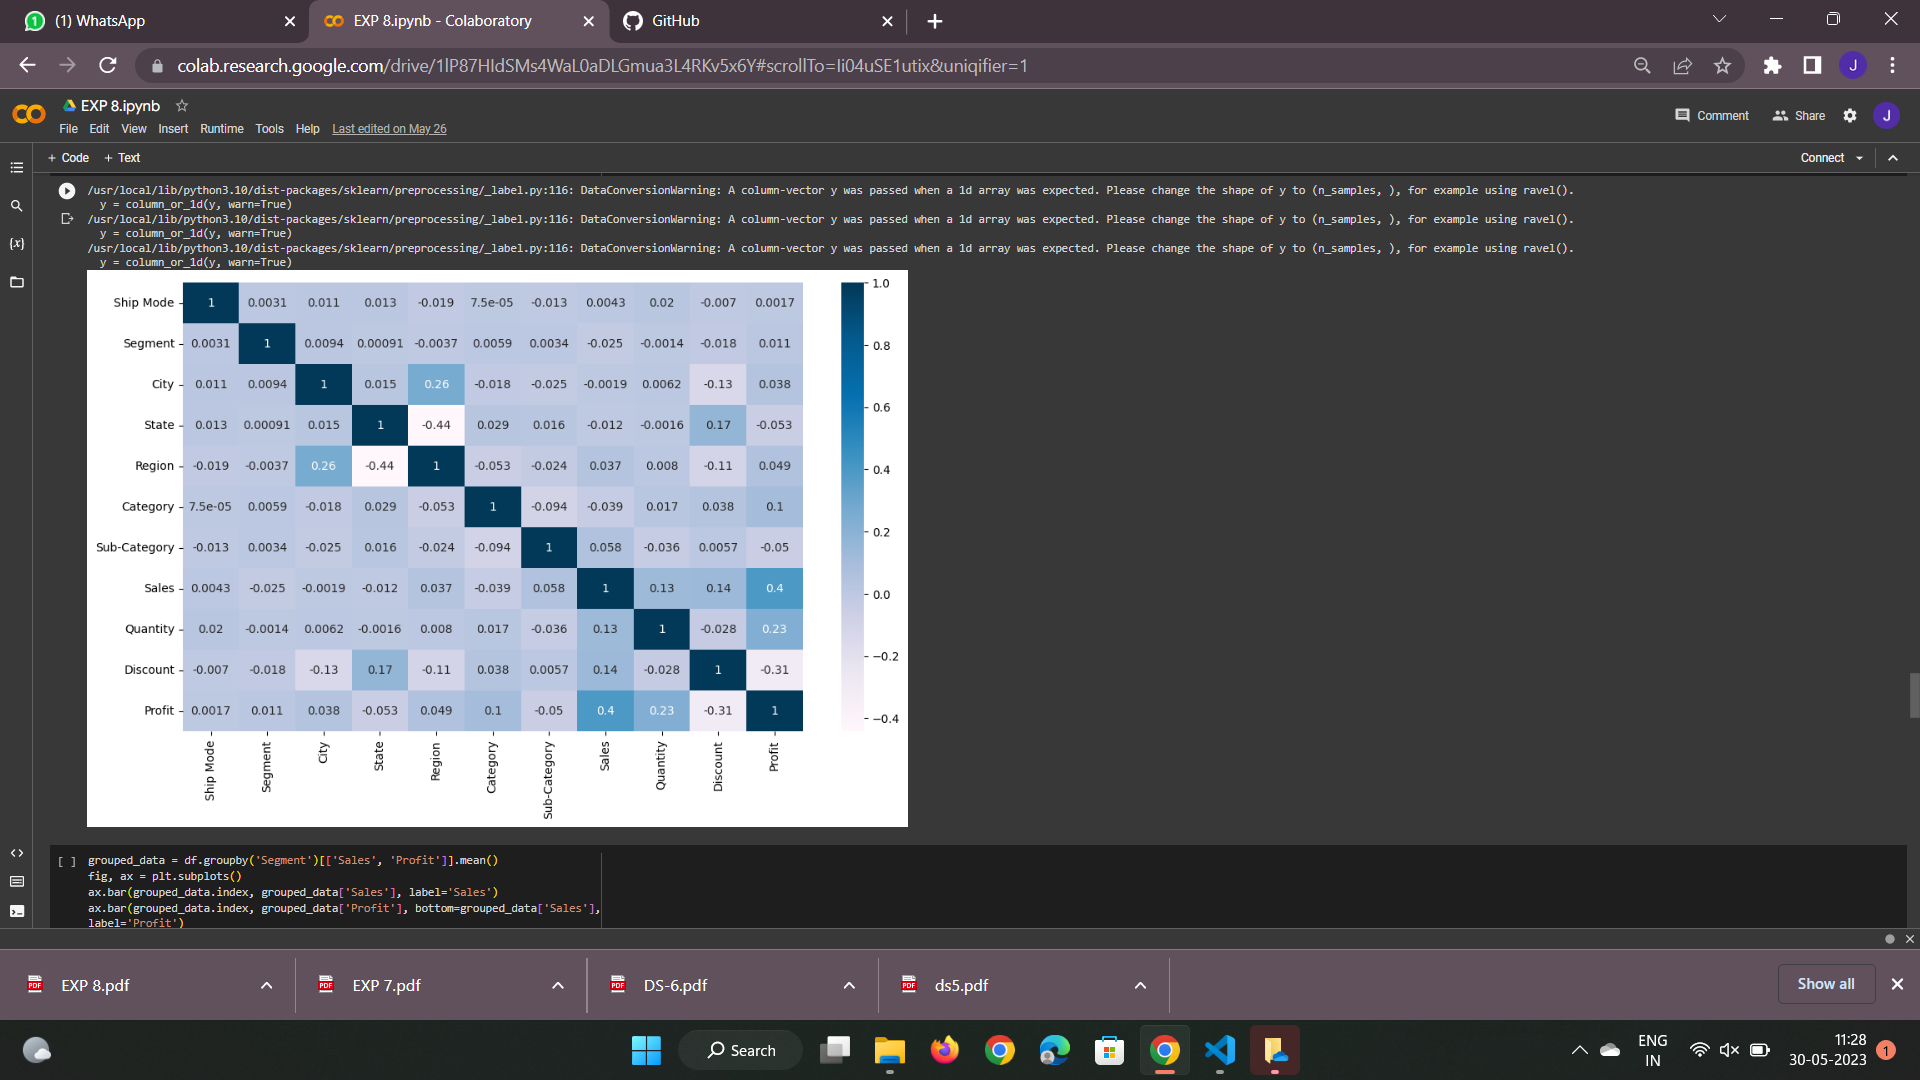 (1) WhatsApp
EXP 8.ipynb - Colaboratory
GitHub
colab.research.google.com/drive/1lP87HIdSMs4WaL0aDLGmua3L4RKv5x6Y#scrollTo=Ii04uSE1utix&uniqifier=1
J
EXP 8.ipynb
File Edit View Insert Runtime Tools Help Last edited on May 26
Comment Share J
+ Code + Text
Connect
/usr/local/lib/python3.10/dist-packages/sklearn/preprocessing/_label.py:116: DataConversionWarning: A column-vector y was passed when a 1d array was expected. Please change the shape of y to (n_samples, ), for example using ravel().
y = column_or_1d(y, warn=True)
/usr/local/lib/python3.10/dist-packages/sklearn/preprocessing/_label.py:116: DataConversionWarning: A column-vector y was passed when a 1d array was expected. Please change the shape of y to (n_samples, ), for example using ravel().
y = column_or_1d(y, warn=True)
/usr/local/lib/python3.10/dist-packages/sklearn/preprocessing/_label.py:116: DataConversionWarning: A column-vector y was passed when a 1d array was expected. Please change the shape of y to (n_samples, ), for example using ravel().
y = column_or_1d(y, warn=True)
Ship Mode 1 0.0031 0.011 0.013 -0.019 7.5e-05 -0.013 0.0043 0.02 -0.007 0.0017
Segment 0.0031 1 0.0094 0.00091 -0.0037 0.0059 0.0034 -0.025 -0.0014 -0.018 0.011
City 0.011 0.0094 1 0.015 0.26 -0.018 -0.025 -0.0019 0.0062 -0.13 0.038
State 0.013 0.00091 0.015 1 -0.44 0.029 0.016 -0.012 -0.0016 0.17 -0.053
Region -0.019 -0.0037 0.26 -0.44 1 -0.053 -0.024 0.037 0.008 -0.11 0.049
Category 7.5e-05 0.0059 -0.018 0.029 -0.053 1 -0.094 -0.039 0.017 0.038 0.1
Sub-Category -0.013 0.0034 -0.025 0.016 -0.024 -0.094 1 0.058 -0.036 0.0057 -0.05
Sales 0.0043 -0.025 -0.0019 -0.012 0.037 -0.039 0.058 1 0.13 0.14 0.4
Quantity 0.02 -0.0014 0.0062 -0.0016 0.008 0.017 -0.036 0.13 1 -0.028 0.23
Discount -0.007 -0.018 -0.13 0.17 -0.11 0.038 0.0057 0.14 -0.028 1 -0.31
Profit 0.0017 0.011 0.038 -0.053 0.049 0.1 -0.05 0.4 0.23 -0.31 1
Ship Mode Segment City State Region Category Sub-Category Sales Quantity Discount Profit
1.0
0.8
0.6
0.4
0.2
0.0
−0.2
−0.4
[ ] grouped_data = df.groupby('Segment')[['Sales', 'Profit']].mean()
fig, ax = plt.subplots()
ax.bar(grouped_data.index, grouped_data['Sales'], label='Sales')
ax.bar(grouped_data.index, grouped_data['Profit'], bottom=grouped_data['Sales'],
label='Profit')
EXP 8.pdf
EXP 7.pdf
DS-6.pdf
ds5.pdf
Show all
Search
ENG
IN
11:28
30-05-2023
1